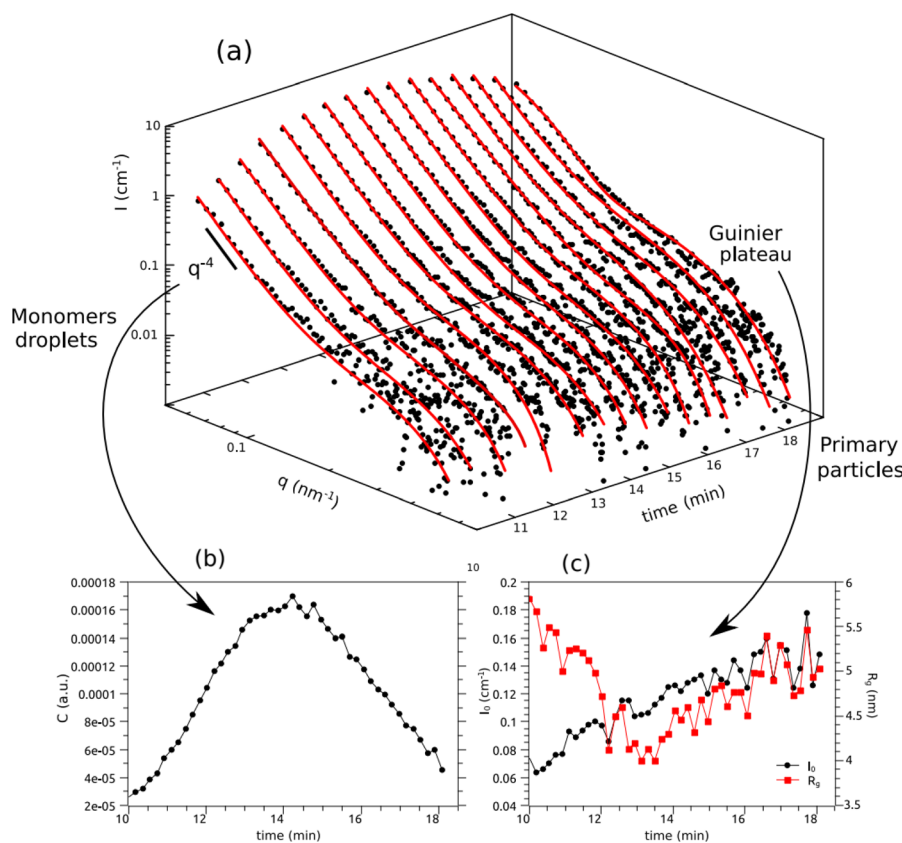 (a)
10
1
0.1
0.01
I (cm⁻¹)
q⁻⁴
Monomers
droplets
Guinier
plateau
Primary
particles
0.1
q (nm⁻¹)
11
12
13
14
15
16
17
18
time (min)
(b)
0.00018
0.00016
0.00014
0.00012
0.0001
8e-05
6e-05
4e-05
2e-05
C (a.u.)
10
10 12 14 16 18
time (min)
(c)
0.2
0.18
0.16
0.14
0.12
0.1
0.08
0.06
0.04
I₀ (cm⁻¹)
6
5.5
5
4.5
4
3.5
R_g (nm)
I₀
R_g
10 12 14 16 18
time (min)